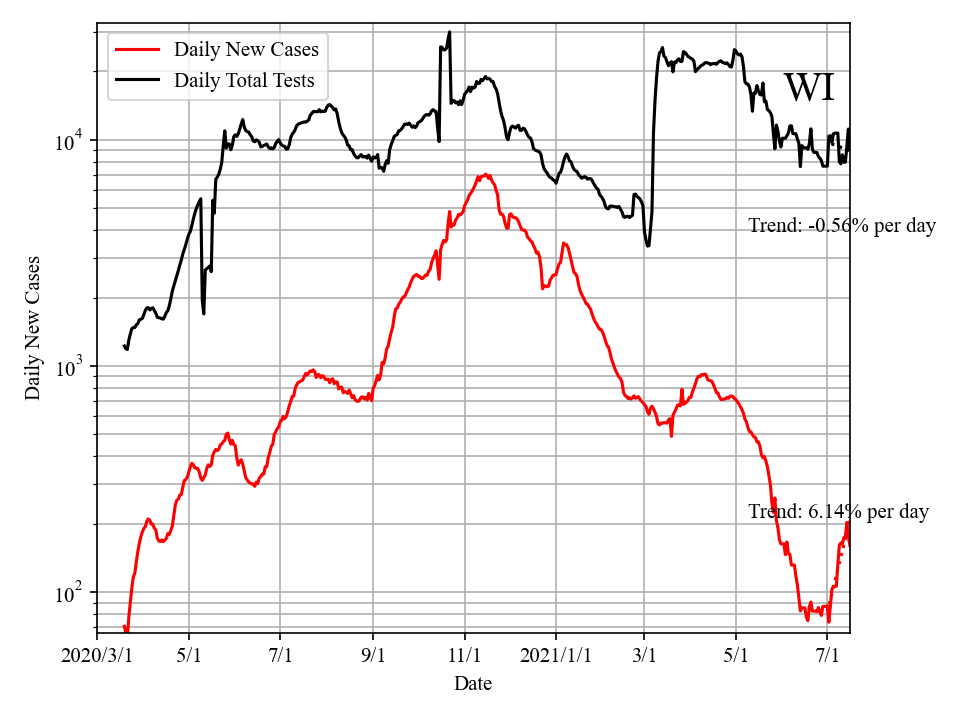 Daily New Cases
Daily Total Tests
WI
10^4
Trend: -0.56% per day
Daily New Cases
10^3
Trend: 6.14% per day
10^2
2020/3/1 5/1 7/1 9/1 11/1 2021/1/1 3/1 5/1 7/1
Date